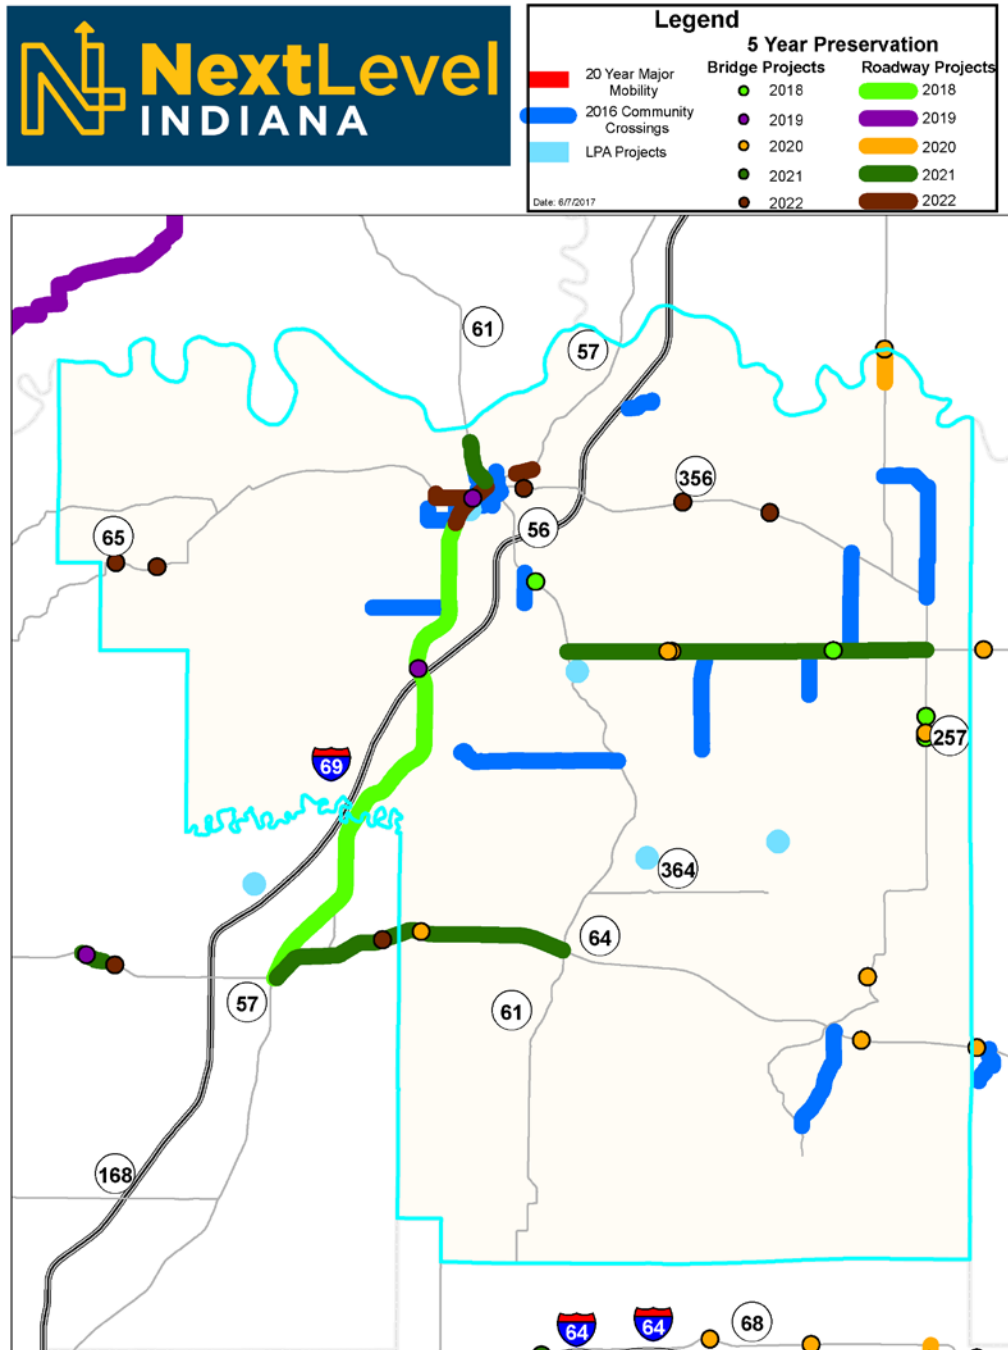 NextLevel
INDIANA
Legend
5 Year Preservation
Bridge Projects Roadway Projects
20 Year Major
Mobility
2016 Community
Crossings
LPA Projects
2018 2018
2019 2019
2020 2020
2021 2021
2022 2022
Date: 6/7/2017
61
57
356
56
65
257
69
364
64
57
61
168
64
64
68